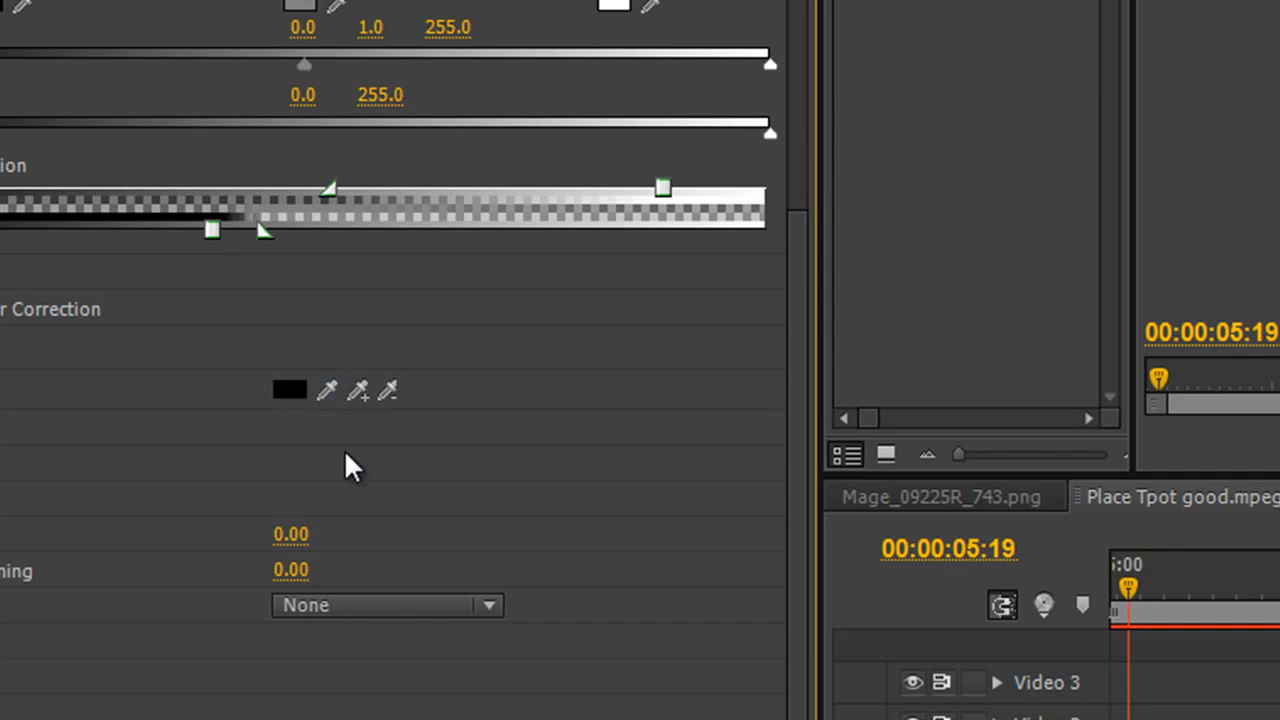 0.0 1.0 255.0
0.0 255.0
ion
r Correction
0.00
ning
0.00
None
00:00:05:19
Mage_09225R_743.png
Place Tpot good.mpeg
00:00:05:19
5:00
Video 3